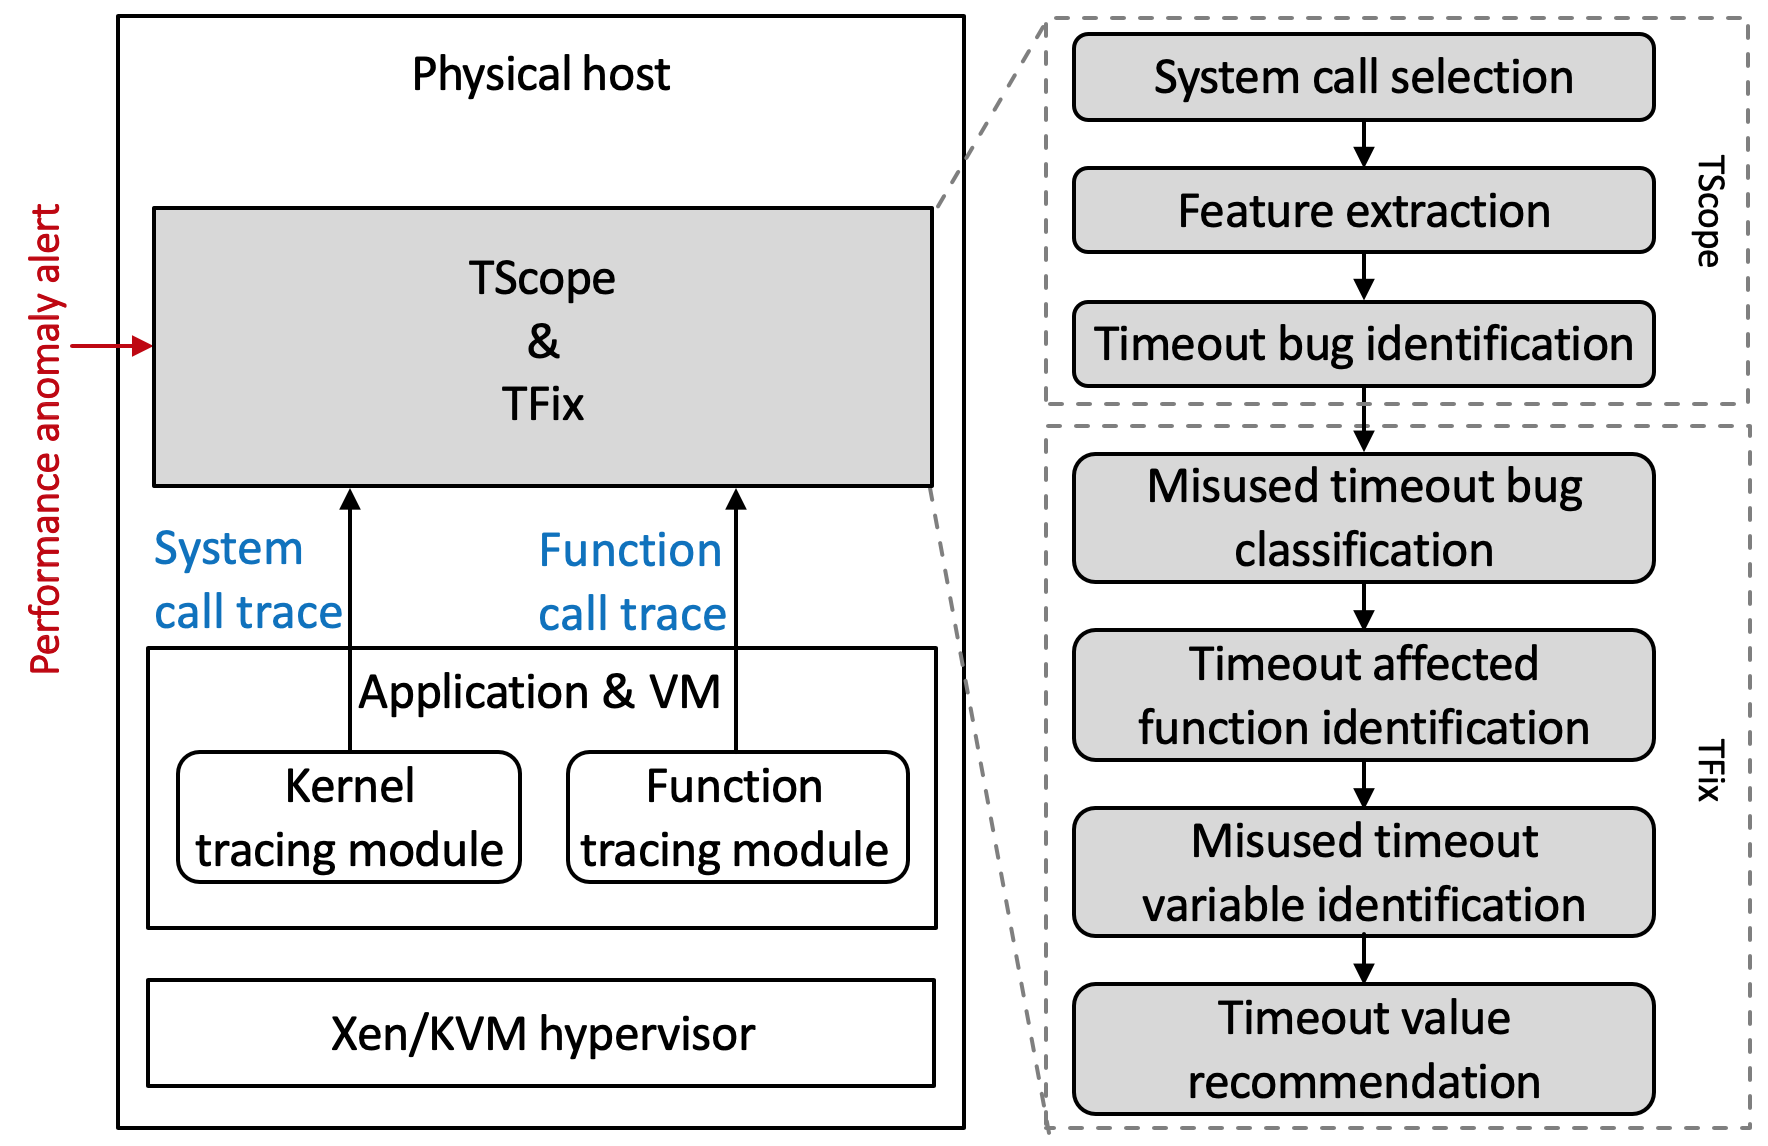 Physical host
Performance anomaly alert
TScope
&
TFix
System
call trace
Function
call trace
Application & VM
Kernel
tracing module
Function
tracing module
Xen/KVM hypervisor
System call selection
Feature extraction
Timeout bug identification
TScope
Misused timeout bug
classification
Timeout affected
function identification
Misused timeout
variable identification
Timeout value
recommendation
TFix